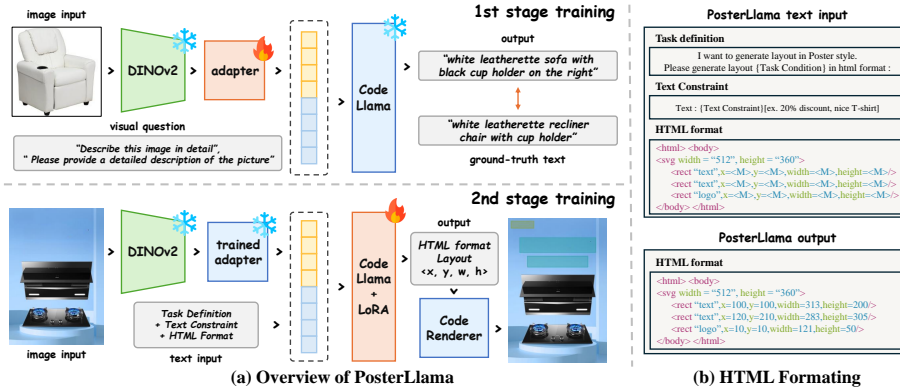 image input
1st stage training
DINOv2
adapter
Code
Llama
output
"white leatherette sofa with
black cup holder on the right"
"white leatherette recliner
chair with cup holder"
ground-truth text
visual question
"Describe this image in detail",
" Please provide a detailed description of the picture"
2nd stage training
DINOv2
trained
adapter
Code
Llama
+
LoRA
output
HTML format
Layout
<x, y, w, h>
Code
Renderer
Task Definition
+ Text Constraint
+ HTML Format
text input
image input
(a) Overview of PosterLlama
PosterLlama text input
Task definition
I want to generate layout in Poster style.
Please generate layout {Task Condition} in html format :
Text Constraint
Text : {Text Constraint}[ex. 20% discount, nice T-shirt]
HTML format
<html> <body>
<svg width = "512", height = "360">
<rect "text",x=<M>,y=<M>,width=<M>,height=<M>/>
<rect "text",x=<M>,y=<M>,width=<M>,height=<M>/>
<rect "logo",x=<M>,y=<M>,width=<M>,height=<M>/>
</body> </html>
PosterLlama output
HTML format
<html> <body>
<svg width = "512", height = "360">
<rect "text",x=100,y=100,width=313,height=200/>
<rect "text",x=120,y=210,width=283,height=305/>
<rect "logo",x=10,y=10,width=121,height=50/>
</body> </html>
(b) HTML Formating